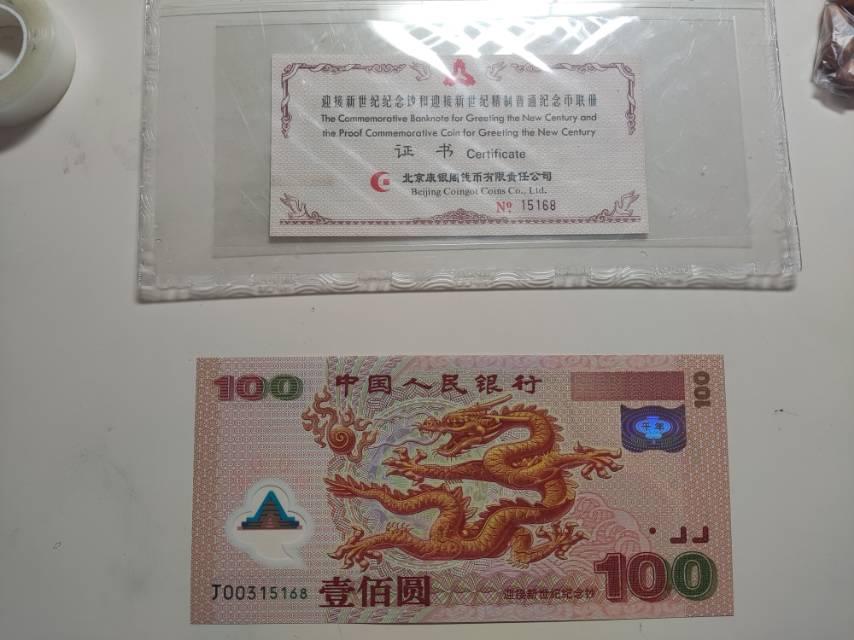 迎接新世纪纪念钞和迎接新世纪精制普通纪念币联册
The Commemorative Banknote for Greeting the New Century and
the Proof Commemorative Coin for Greeting the New Century
证 书 Certificate
北京康银阁钱币有限责任公司
Beijing Coingot Coins Co., Ltd.
Nº 15168
100 中国人民银行 100
千年
J00315168 壹佰圆 迎接新世纪纪念钞 100